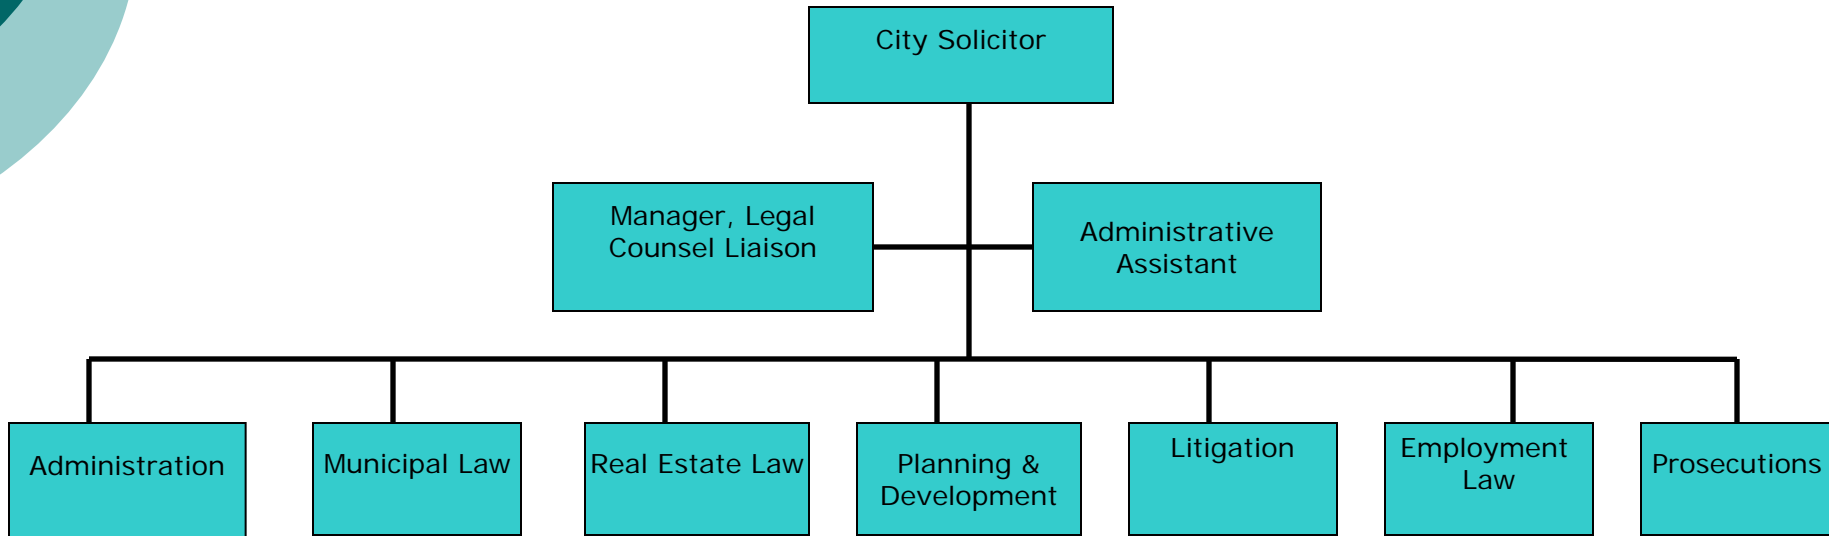 City Solicitor
Manager, Legal
Counsel Liaison
Administrative
Assistant
Administration
Municipal Law
Real Estate Law
Planning &
Development
Litigation
Employment
Law
Prosecutions